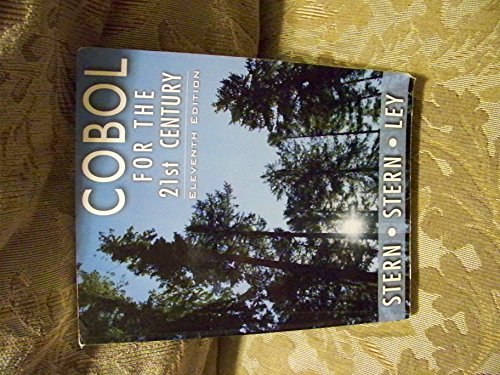 COBOL
FOR THE
21st CENTURY
ELEVENTH EDITION
STERN • STERN • LEY